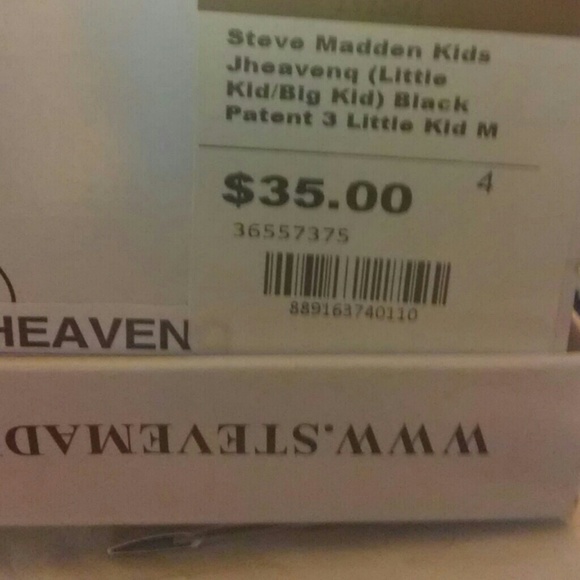 Steve Madden Kids
Jheavenq (Little
Kid/Big Kid) Black
Patent 3 Little Kid M
$35.00
4
36557375
889163740110
HEAVEN
WWW.STEVEMAD